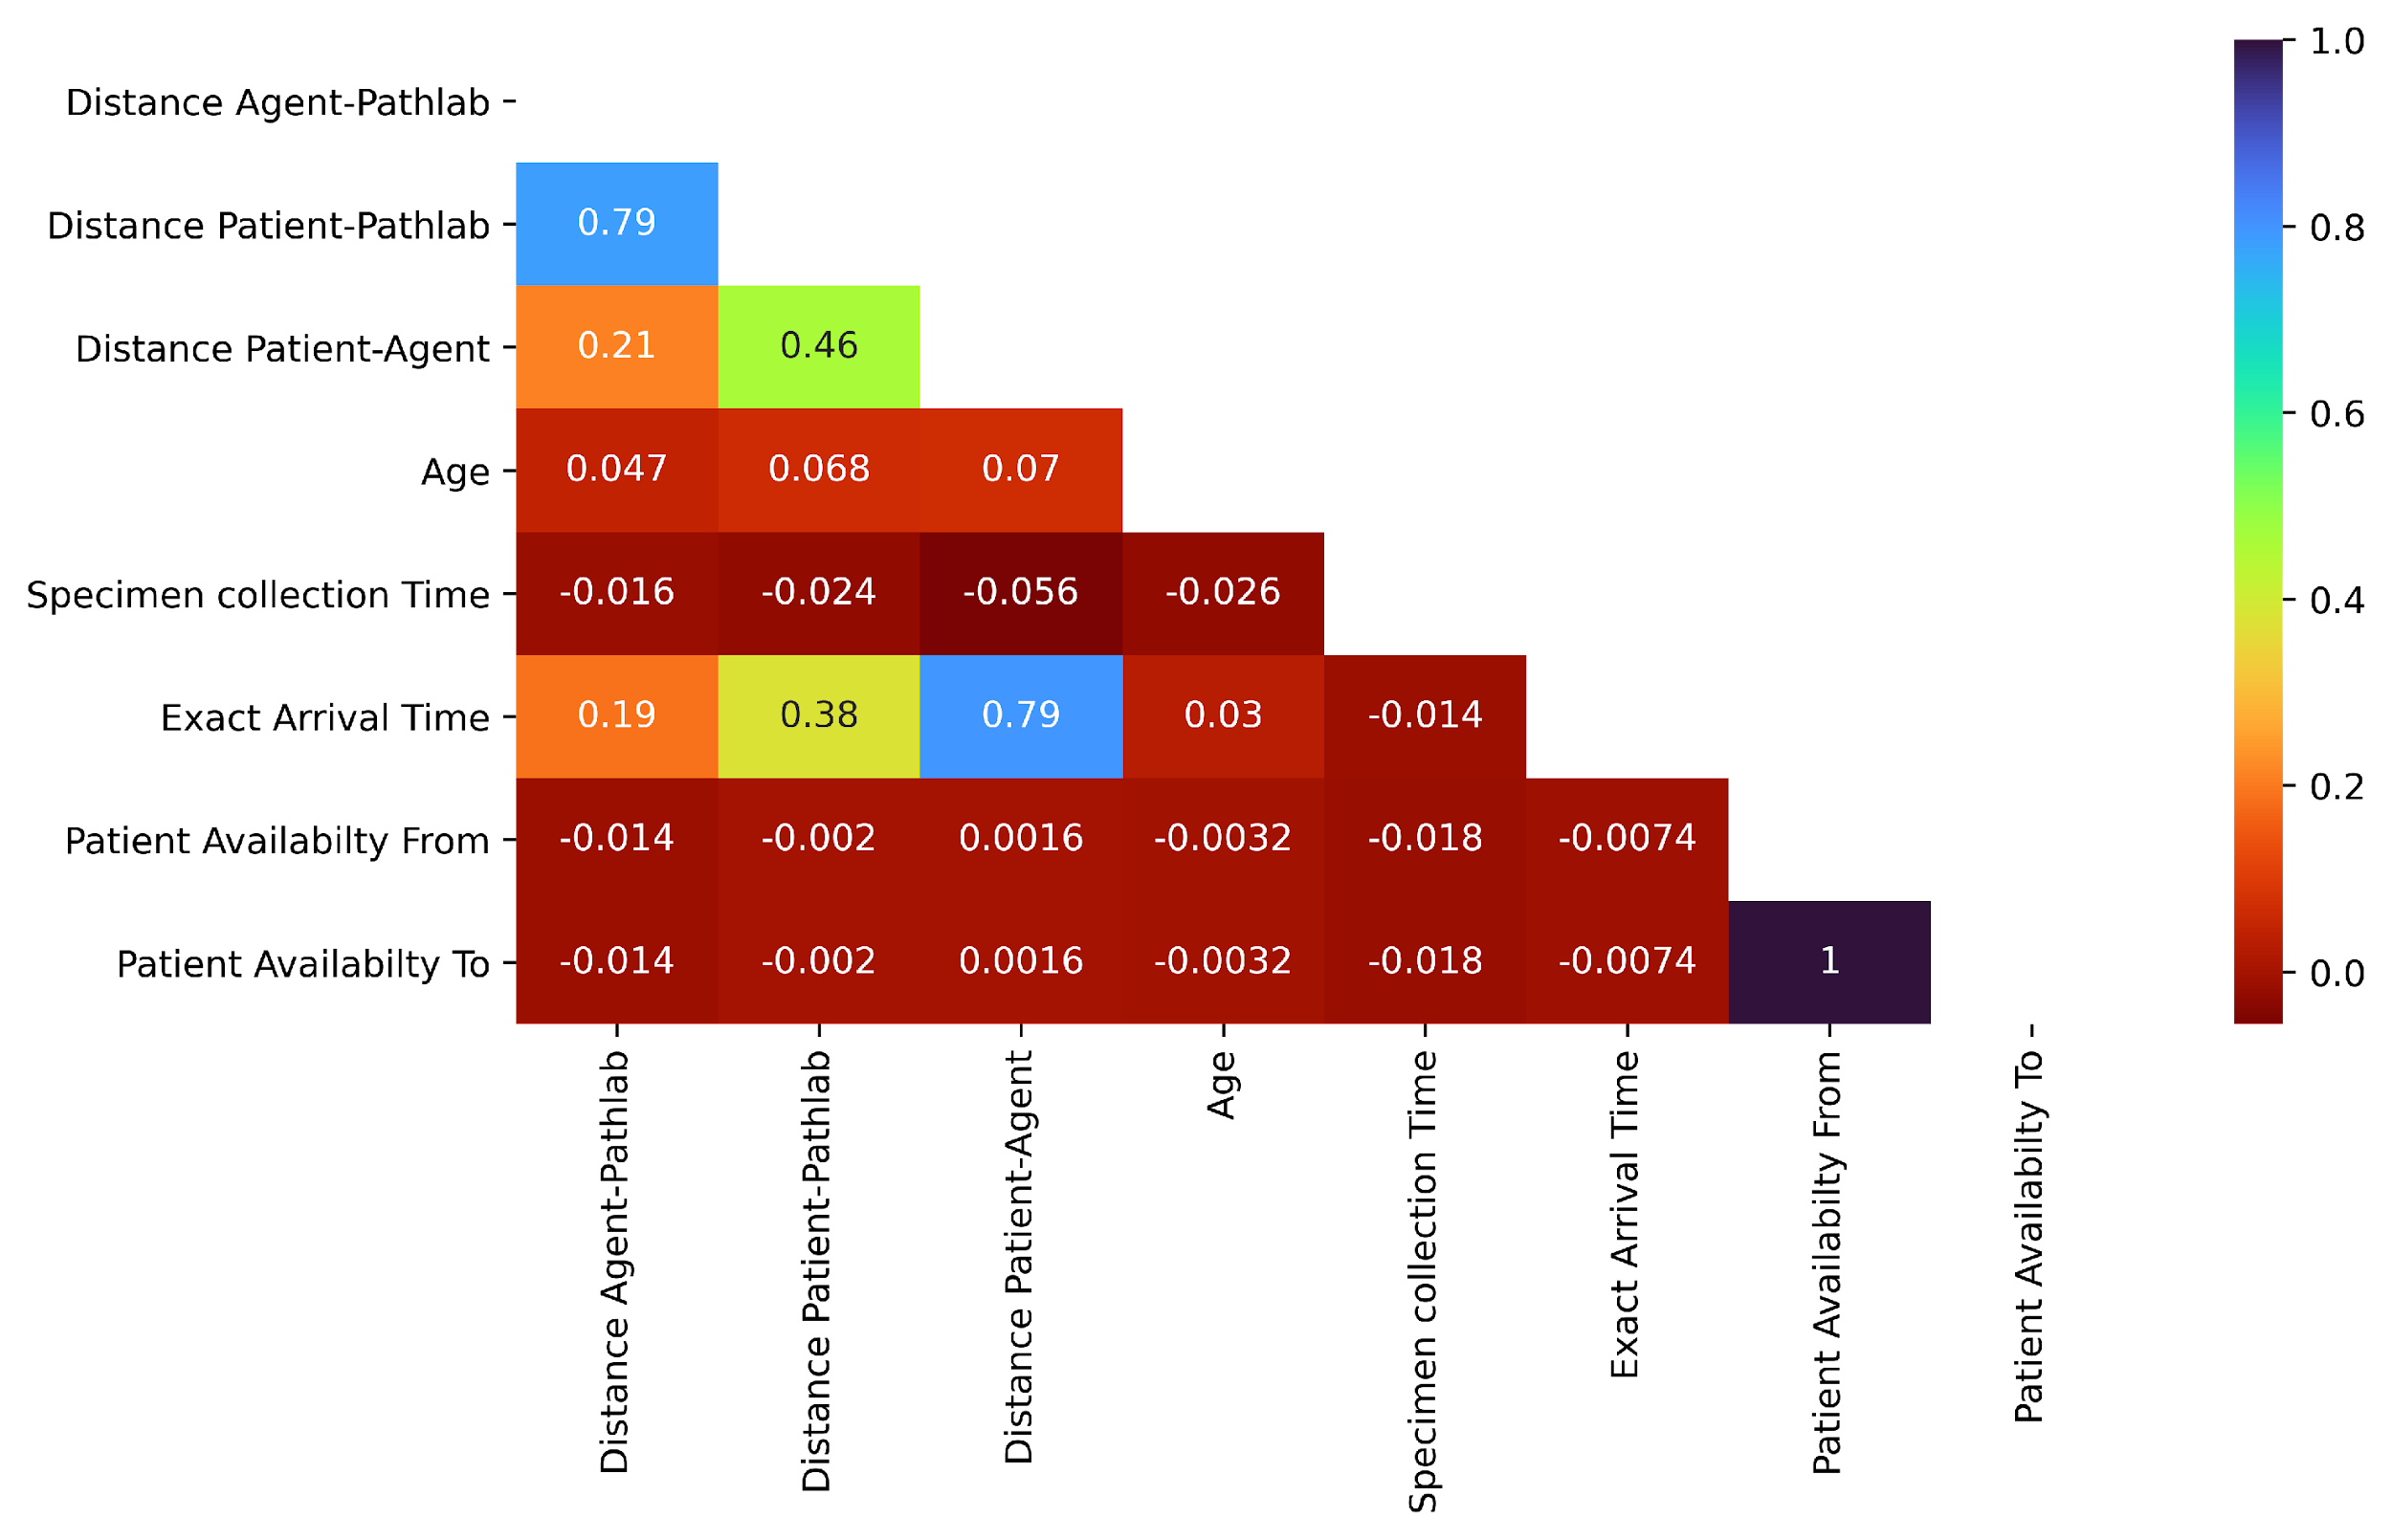 Distance Agent-Pathlab
Distance Patient-Pathlab 0.79
Distance Patient-Agent 0.21 0.46
Age 0.047 0.068 0.07
Specimen collection Time -0.016 -0.024 -0.056 -0.026
Exact Arrival Time 0.19 0.38 0.79 0.03 -0.014
Patient Availabilty From -0.014 -0.002 0.0016 -0.0032 -0.018 -0.0074
Patient Availabilty To -0.014 -0.002 0.0016 -0.0032 -0.018 -0.0074 1
Distance Agent-Pathlab
Distance Patient-Pathlab
Distance Patient-Agent
Age
Specimen collection Time
Exact Arrival Time
Patient Availabilty From
Patient Availabilty To
1.0
0.8
0.6
0.4
0.2
0.0